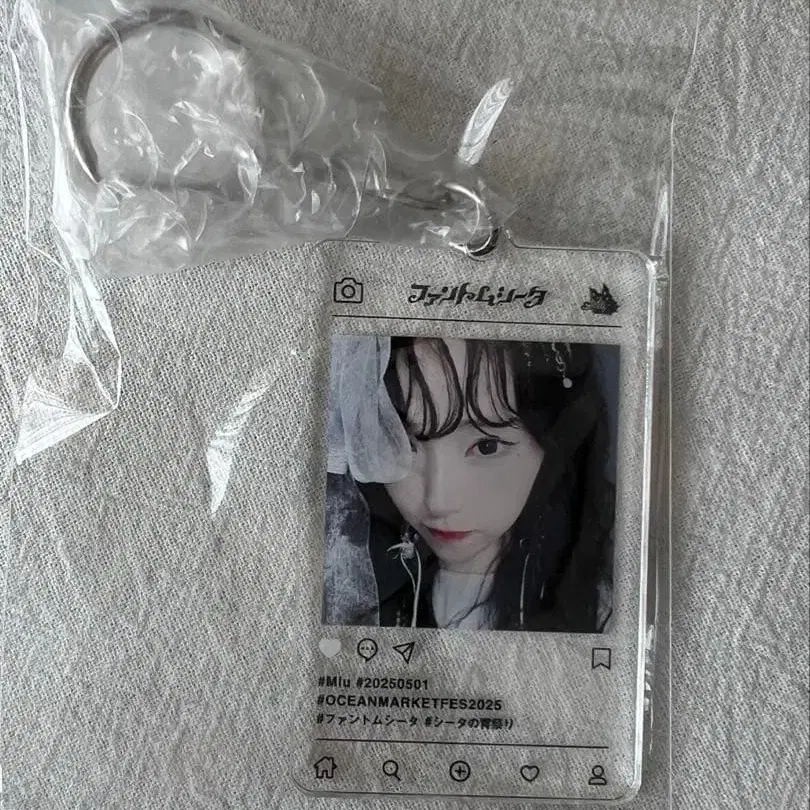 ファントムシータ
#Miu #20250501
#OCEANMARKETFES2025
#ファントムシータ #シータの宵祭り